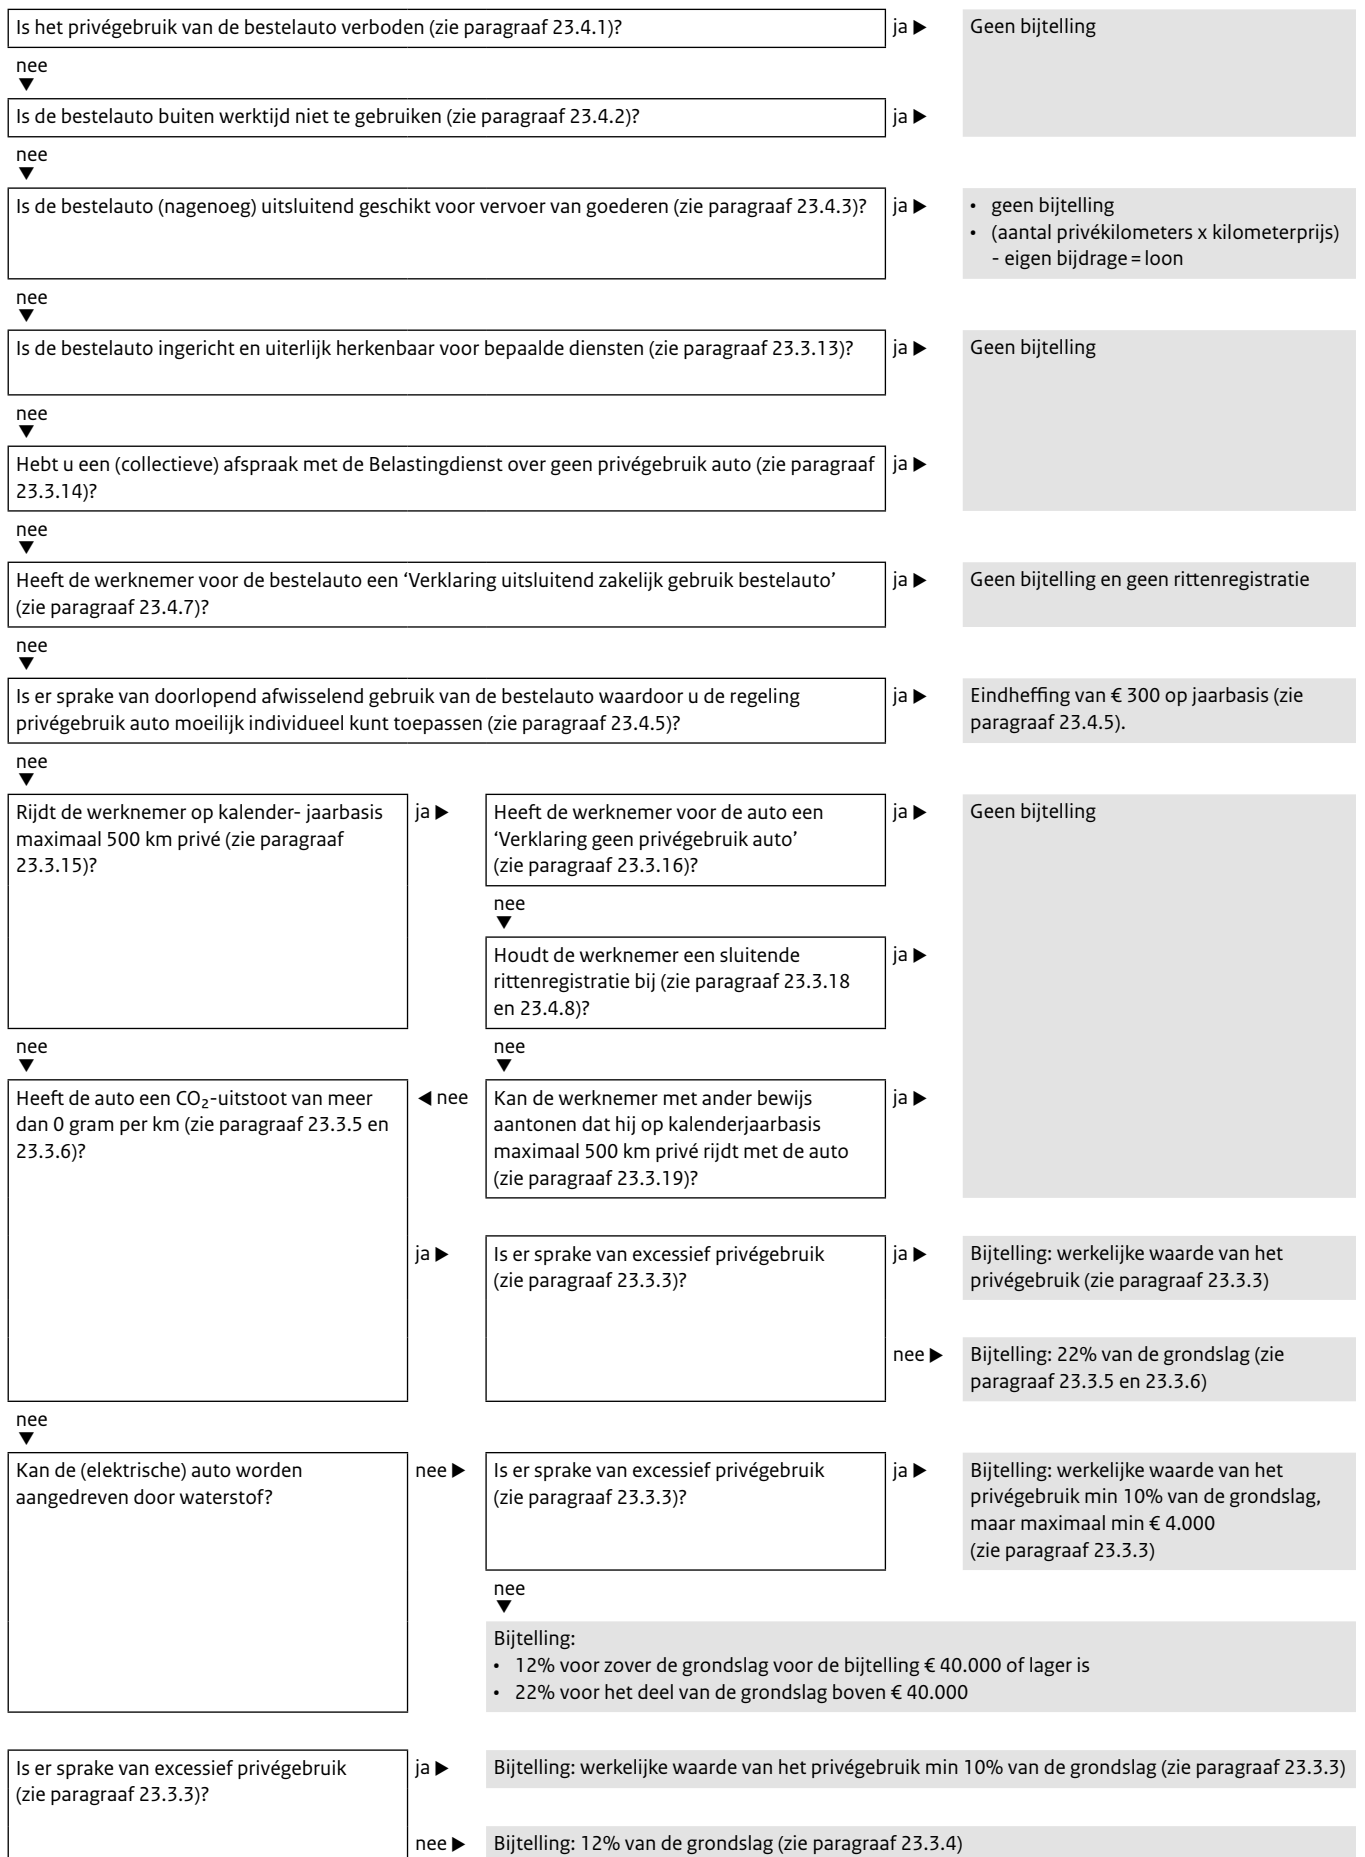 Is het privégebruik van de bestelauto verboden (zie paragraaf 23.4.1)?
ja ▶
Geen bijtelling
nee
▼
Is de bestelauto buiten werktijd niet te gebruiken (zie paragraaf 23.4.2)?
ja ▶
nee
▼
Is de bestelauto (nagenoeg) uitsluitend geschikt voor vervoer van goederen (zie paragraaf 23.4.3)?
ja ▶
• geen bijtelling
• (aantal privékilometers x kilometerprijs)
- eigen bijdrage = loon
nee
▼
Is de bestelauto ingericht en uiterlijk herkenbaar voor bepaalde diensten (zie paragraaf 23.3.13)?
ja ▶
Geen bijtelling
nee
▼
Hebt u een (collectieve) afspraak met de Belastingdienst over geen privégebruik auto (zie paragraaf
23.3.14)?
ja ▶
nee
▼
Heeft de werknemer voor de bestelauto een ‘Verklaring uitsluitend zakelijk gebruik bestelauto’
(zie paragraaf 23.4.7)?
ja ▶
Geen bijtelling en geen rittenregistratie
nee
▼
Is er sprake van doorlopend afwisselend gebruik van de bestelauto waardoor u de regeling
privégebruik auto moeilijk individueel kunt toepassen (zie paragraaf 23.4.5)?
ja ▶
Eindheffing van € 300 op jaarbasis (zie
paragraaf 23.4.5).
nee
▼
Rijdt de werknemer op kalender- jaarbasis
maximaal 500 km privé (zie paragraaf
23.3.15)?
ja ▶
Heeft de werknemer voor de auto een
‘Verklaring geen privégebruik auto’
(zie paragraaf 23.3.16)?
ja ▶
Geen bijtelling
nee
▼
Houdt de werknemer een sluitende
rittenregistratie bij (zie paragraaf 23.3.18
en 23.4.8)?
ja ▶
nee
▼
nee
▼
Heeft de auto een CO₂-uitstoot van meer
dan 0 gram per km (zie paragraaf 23.3.5 en
23.3.6)?
◀ nee
Kan de werknemer met ander bewijs
aantonen dat hij op kalenderjaarbasis
maximaal 500 km privé rijdt met de auto
(zie paragraaf 23.3.19)?
ja ▶
ja ▶
Is er sprake van excessief privégebruik
(zie paragraaf 23.3.3)?
ja ▶
Bijtelling: werkelijke waarde van het
privégebruik (zie paragraaf 23.3.3)
nee ▶
Bijtelling: 22% van de grondslag (zie
paragraaf 23.3.5 en 23.3.6)
nee
▼
Kan de (elektrische) auto worden
aangedreven door waterstof?
nee ▶
Is er sprake van excessief privégebruik
(zie paragraaf 23.3.3)?
ja ▶
Bijtelling: werkelijke waarde van het
privégebruik min 10% van de grondslag,
maar maximaal min € 4.000
(zie paragraaf 23.3.3)
nee
▼
Bijtelling:
• 12% voor zover de grondslag voor de bijtelling € 40.000 of lager is
• 22% voor het deel van de grondslag boven € 40.000
Is er sprake van excessief privégebruik
(zie paragraaf 23.3.3)?
ja ▶
Bijtelling: werkelijke waarde van het privégebruik min 10% van de grondslag (zie paragraaf 23.3.3)
nee ▶
Bijtelling: 12% van de grondslag (zie paragraaf 23.3.4)